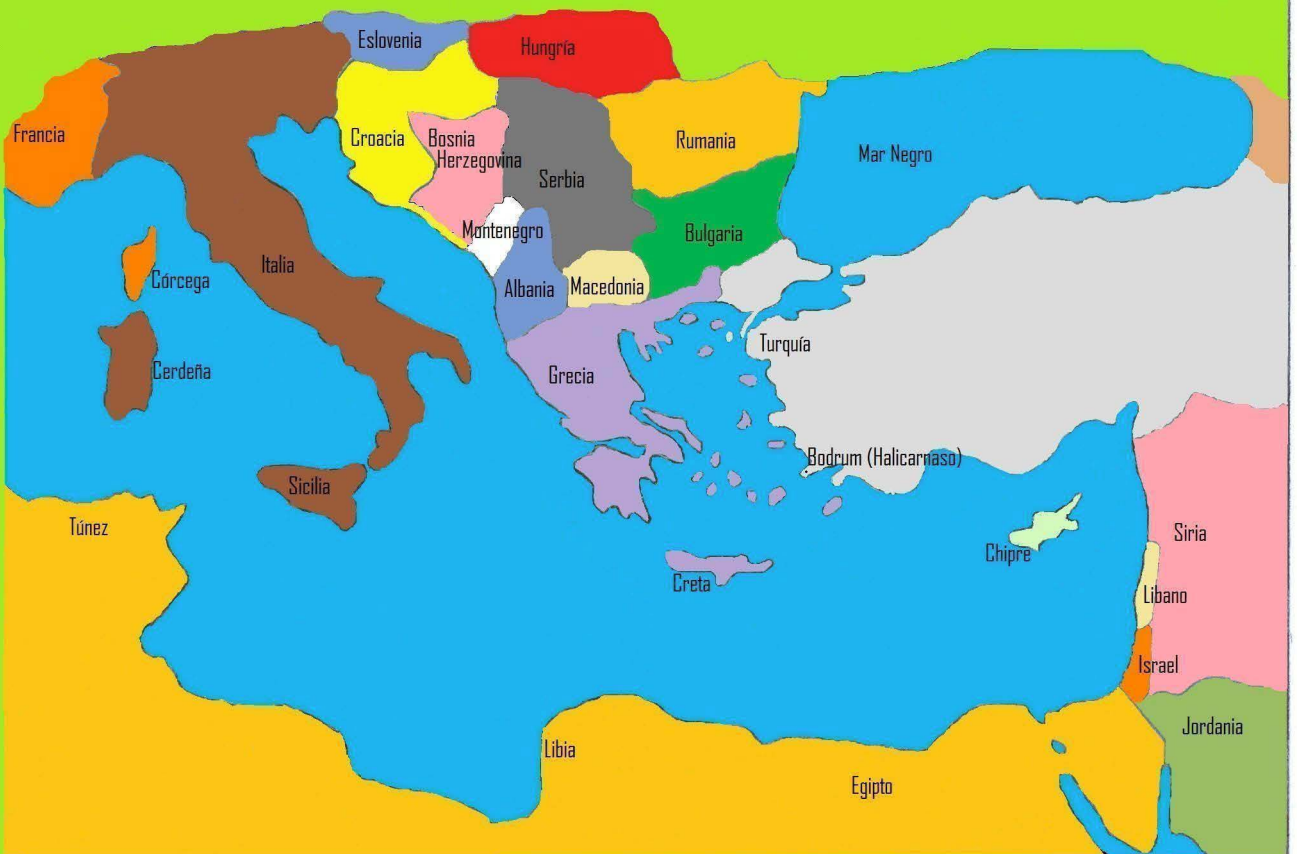 Eslovenia
Hungría
Francia
Croacia
Bosnia
Herzegovina
Rumania
Mar Negro
Serbia
Montenegro
Bulgaria
Italia
Córcega
Albania
Macedonia
Turquía
Cerdeña
Grecia
Bodrum (Halicarnaso)
Sicilia
Túnez
Siria
Chipre
Creta
Libano
Israel
Jordania
Libia
Egipto